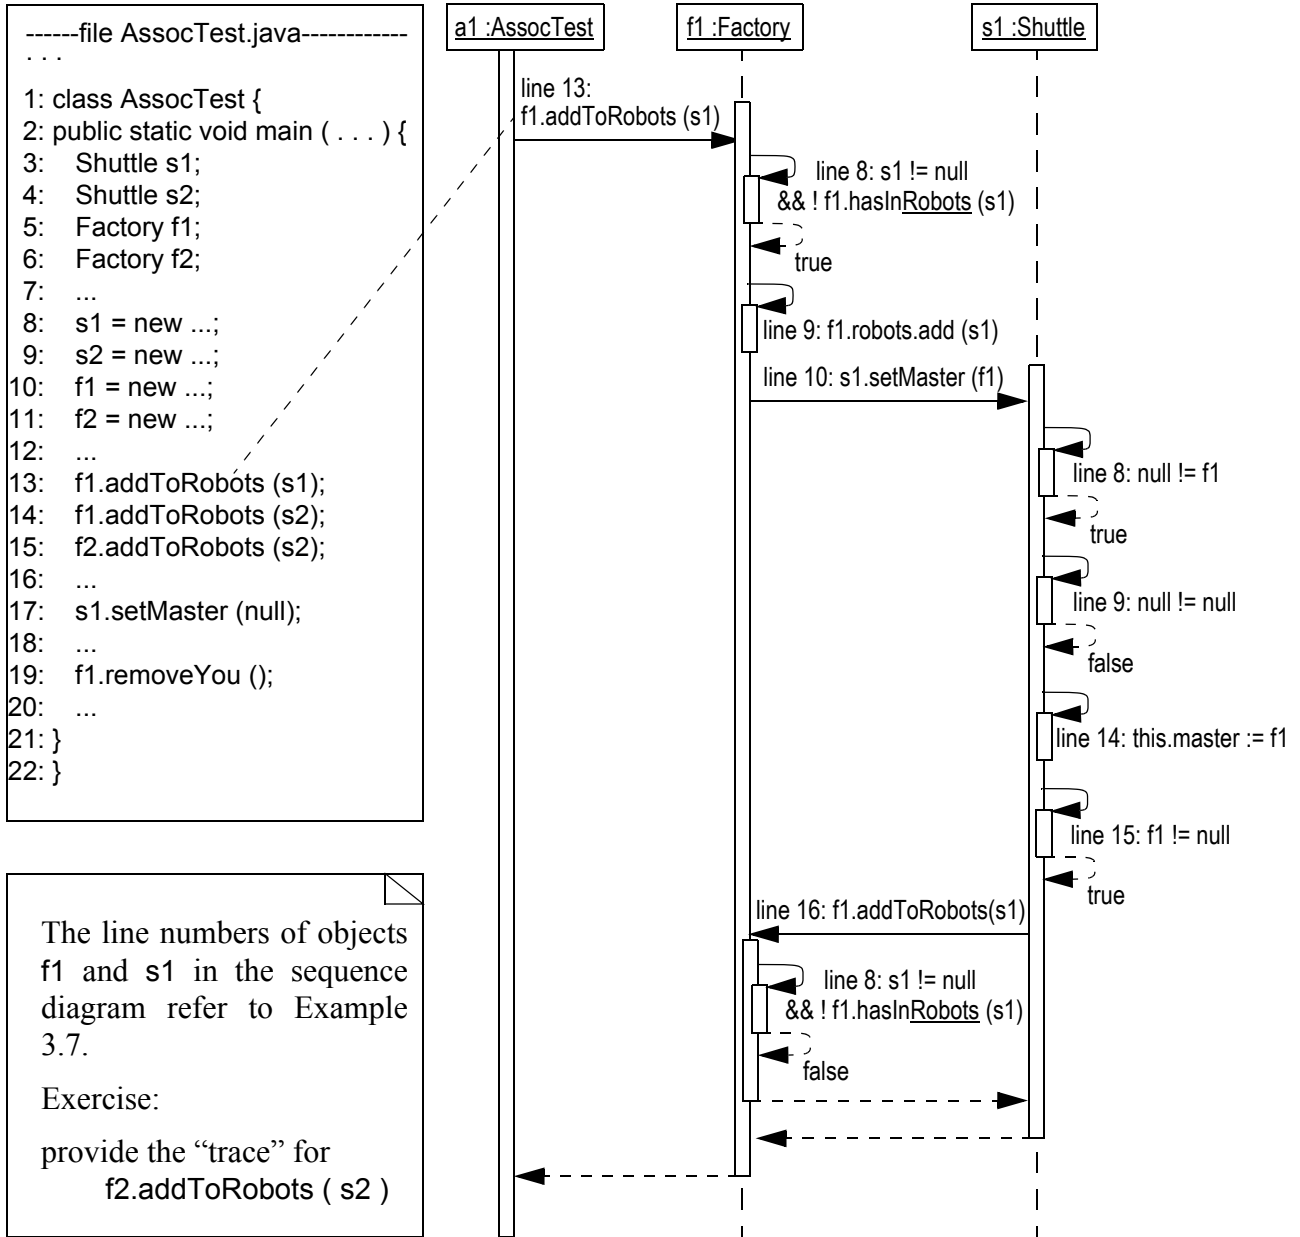 ------file AssocTest.java------------
. . .
1: class AssocTest {
2: public static void main ( . . . ) {
3: Shuttle s1;
4: Shuttle s2;
5: Factory f1;
6: Factory f2;
7: ...
8: s1 = new ...;
9: s2 = new ...;
10: f1 = new ...;
11: f2 = new ...;
12: ...
13: f1.addToRobots (s1);
14: f1.addToRobots (s2);
15: f2.addToRobots (s2);
16: ...
17: s1.setMaster (null);
18: ...
19: f1.removeYou ();
20: ...
21: }
22: }
The line numbers of objects
f1 and s1 in the sequence
diagram refer to Example
3.7.
Exercise:
provide the “trace” for
f2.addToRobots ( s2 )
a1 :AssocTest
f1 :Factory
s1 :Shuttle
line 13:
f1.addToRobots (s1)
line 8: s1 != null
&& ! f1.hasInRobots (s1)
true
line 9: f1.robots.add (s1)
line 10: s1.setMaster (f1)
line 8: null != f1
true
line 9: null != null
false
line 14: this.master := f1
line 15: f1 != null
true
line 16: f1.addToRobots(s1)
line 8: s1 != null
&& ! f1.hasInRobots (s1)
false